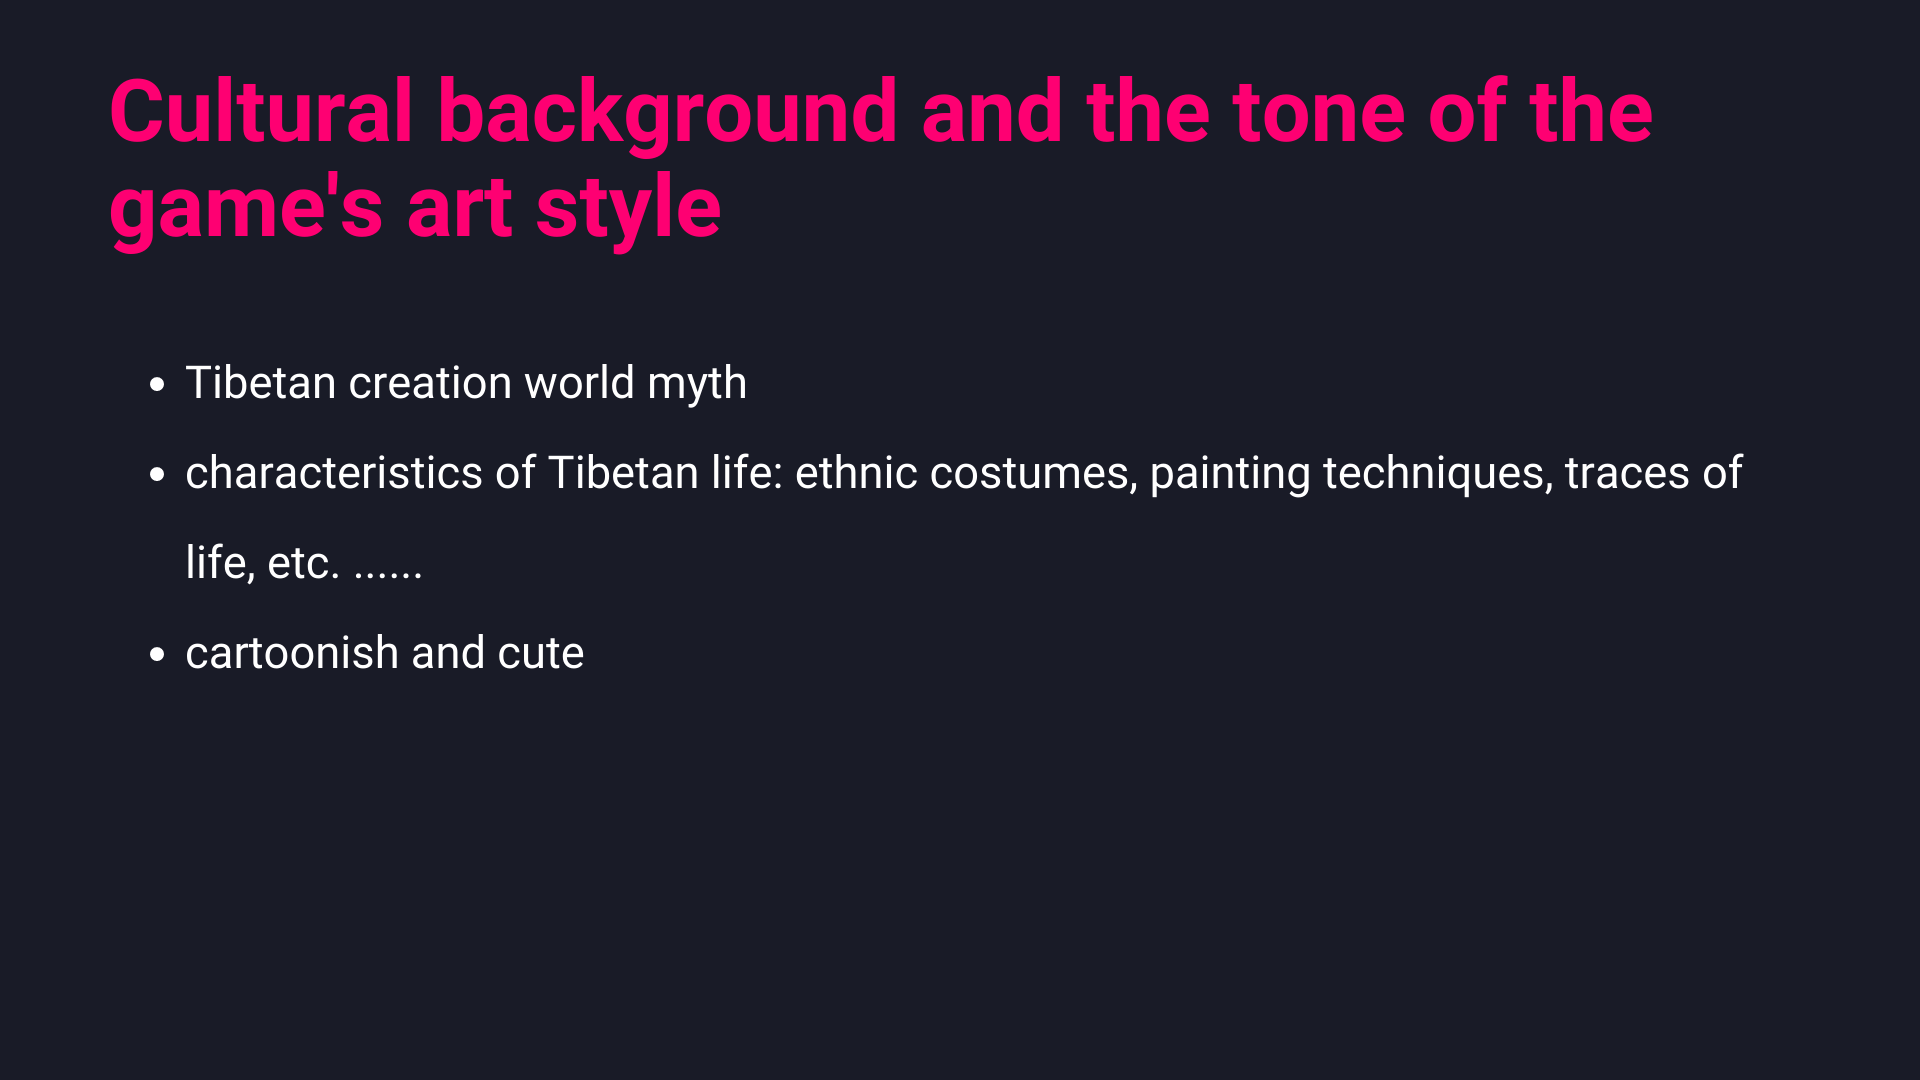 Cultural background and the tone of the
game's art style
• Tibetan creation world myth
• characteristics of Tibetan life: ethnic costumes, painting techniques, traces of
life, etc. ......
• cartoonish and cute